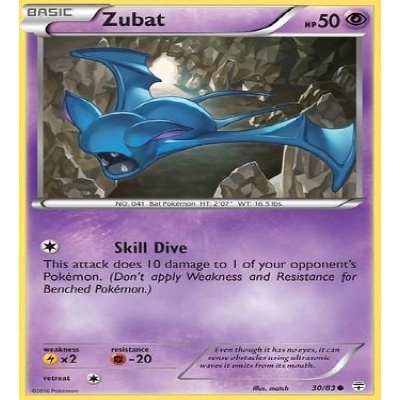 BASIC
Zubat
HP50
NO. 041 Bat Pokémon HT: 2'07" WT: 16.5 lbs.
Skill Dive
This attack does 10 damage to 1 of your opponent's
Pokémon. (Don't apply Weakness and Resistance for
Benched Pokémon.)
weakness resistance
×2 -20
Even though it has no eyes, it can
sense obstacles using ultrasonic
waves it emits from its mouth.
retreat
©2016 Pokémon
Illus. match 30/83